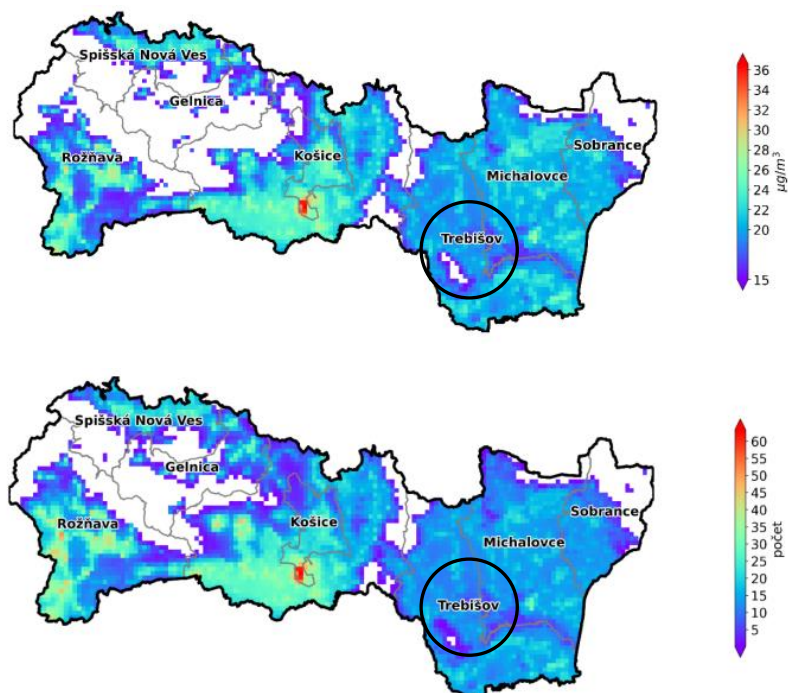 Spišská Nová Ves
Gelnica
Rožňava
Košice
Sobrance
Michalovce
Trebišov
36
34
30
28
26
24
22
20
15
µg/m³
Spišská Nová Ves
Gelnica
Rožňava
Košice
Sobrance
Michalovce
Trebišov
60
55
50
45
40
35
30
25
20
15
10
5
počet